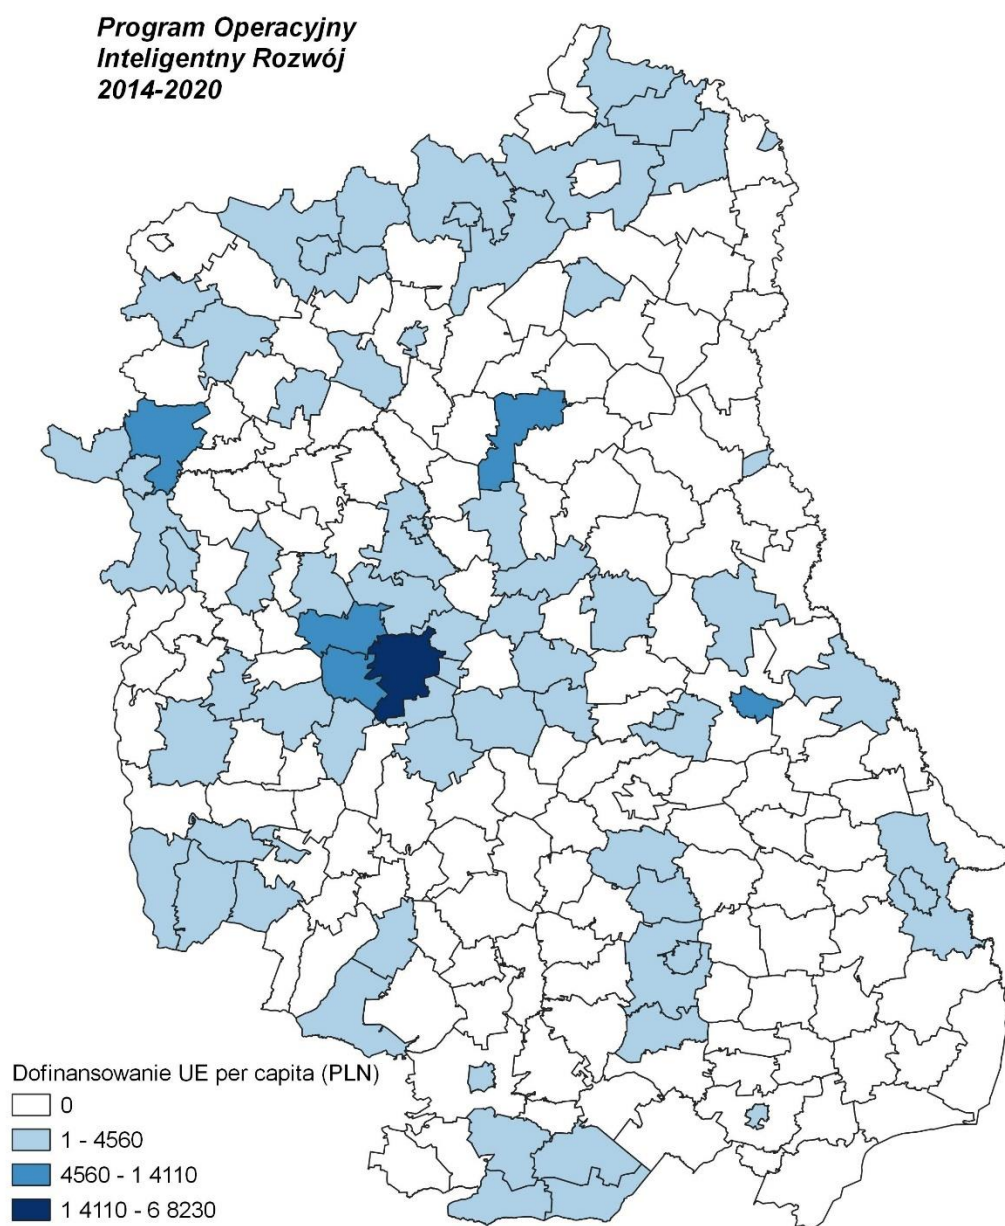 Program Operacyjny
Inteligentny Rozwój
2014-2020
Dofinansowanie UE per capita (PLN)
0
1 - 4560
4560 - 1 4110
1 4110 - 6 8230